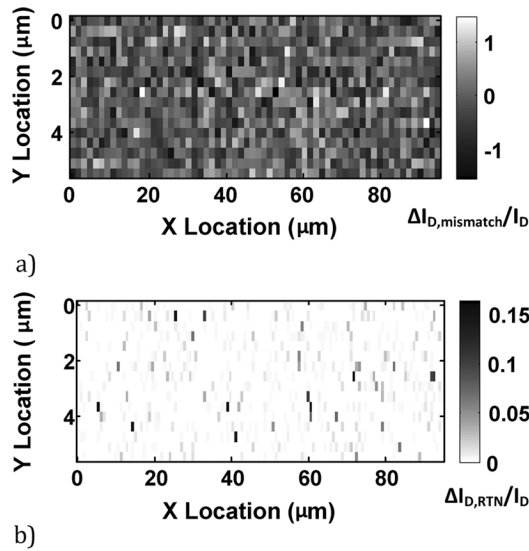 0
2
4
Y Location (μm)
0
20
40
60
80
X Location (μm)
1
0
-1
ΔI_D,mismatch/I_D
a)
0
2
4
Y Location ( μm)
0
20
40
60
80
X Location (μm)
0.15
0.1
0.05
0
ΔI_D,RTN/I_D
b)